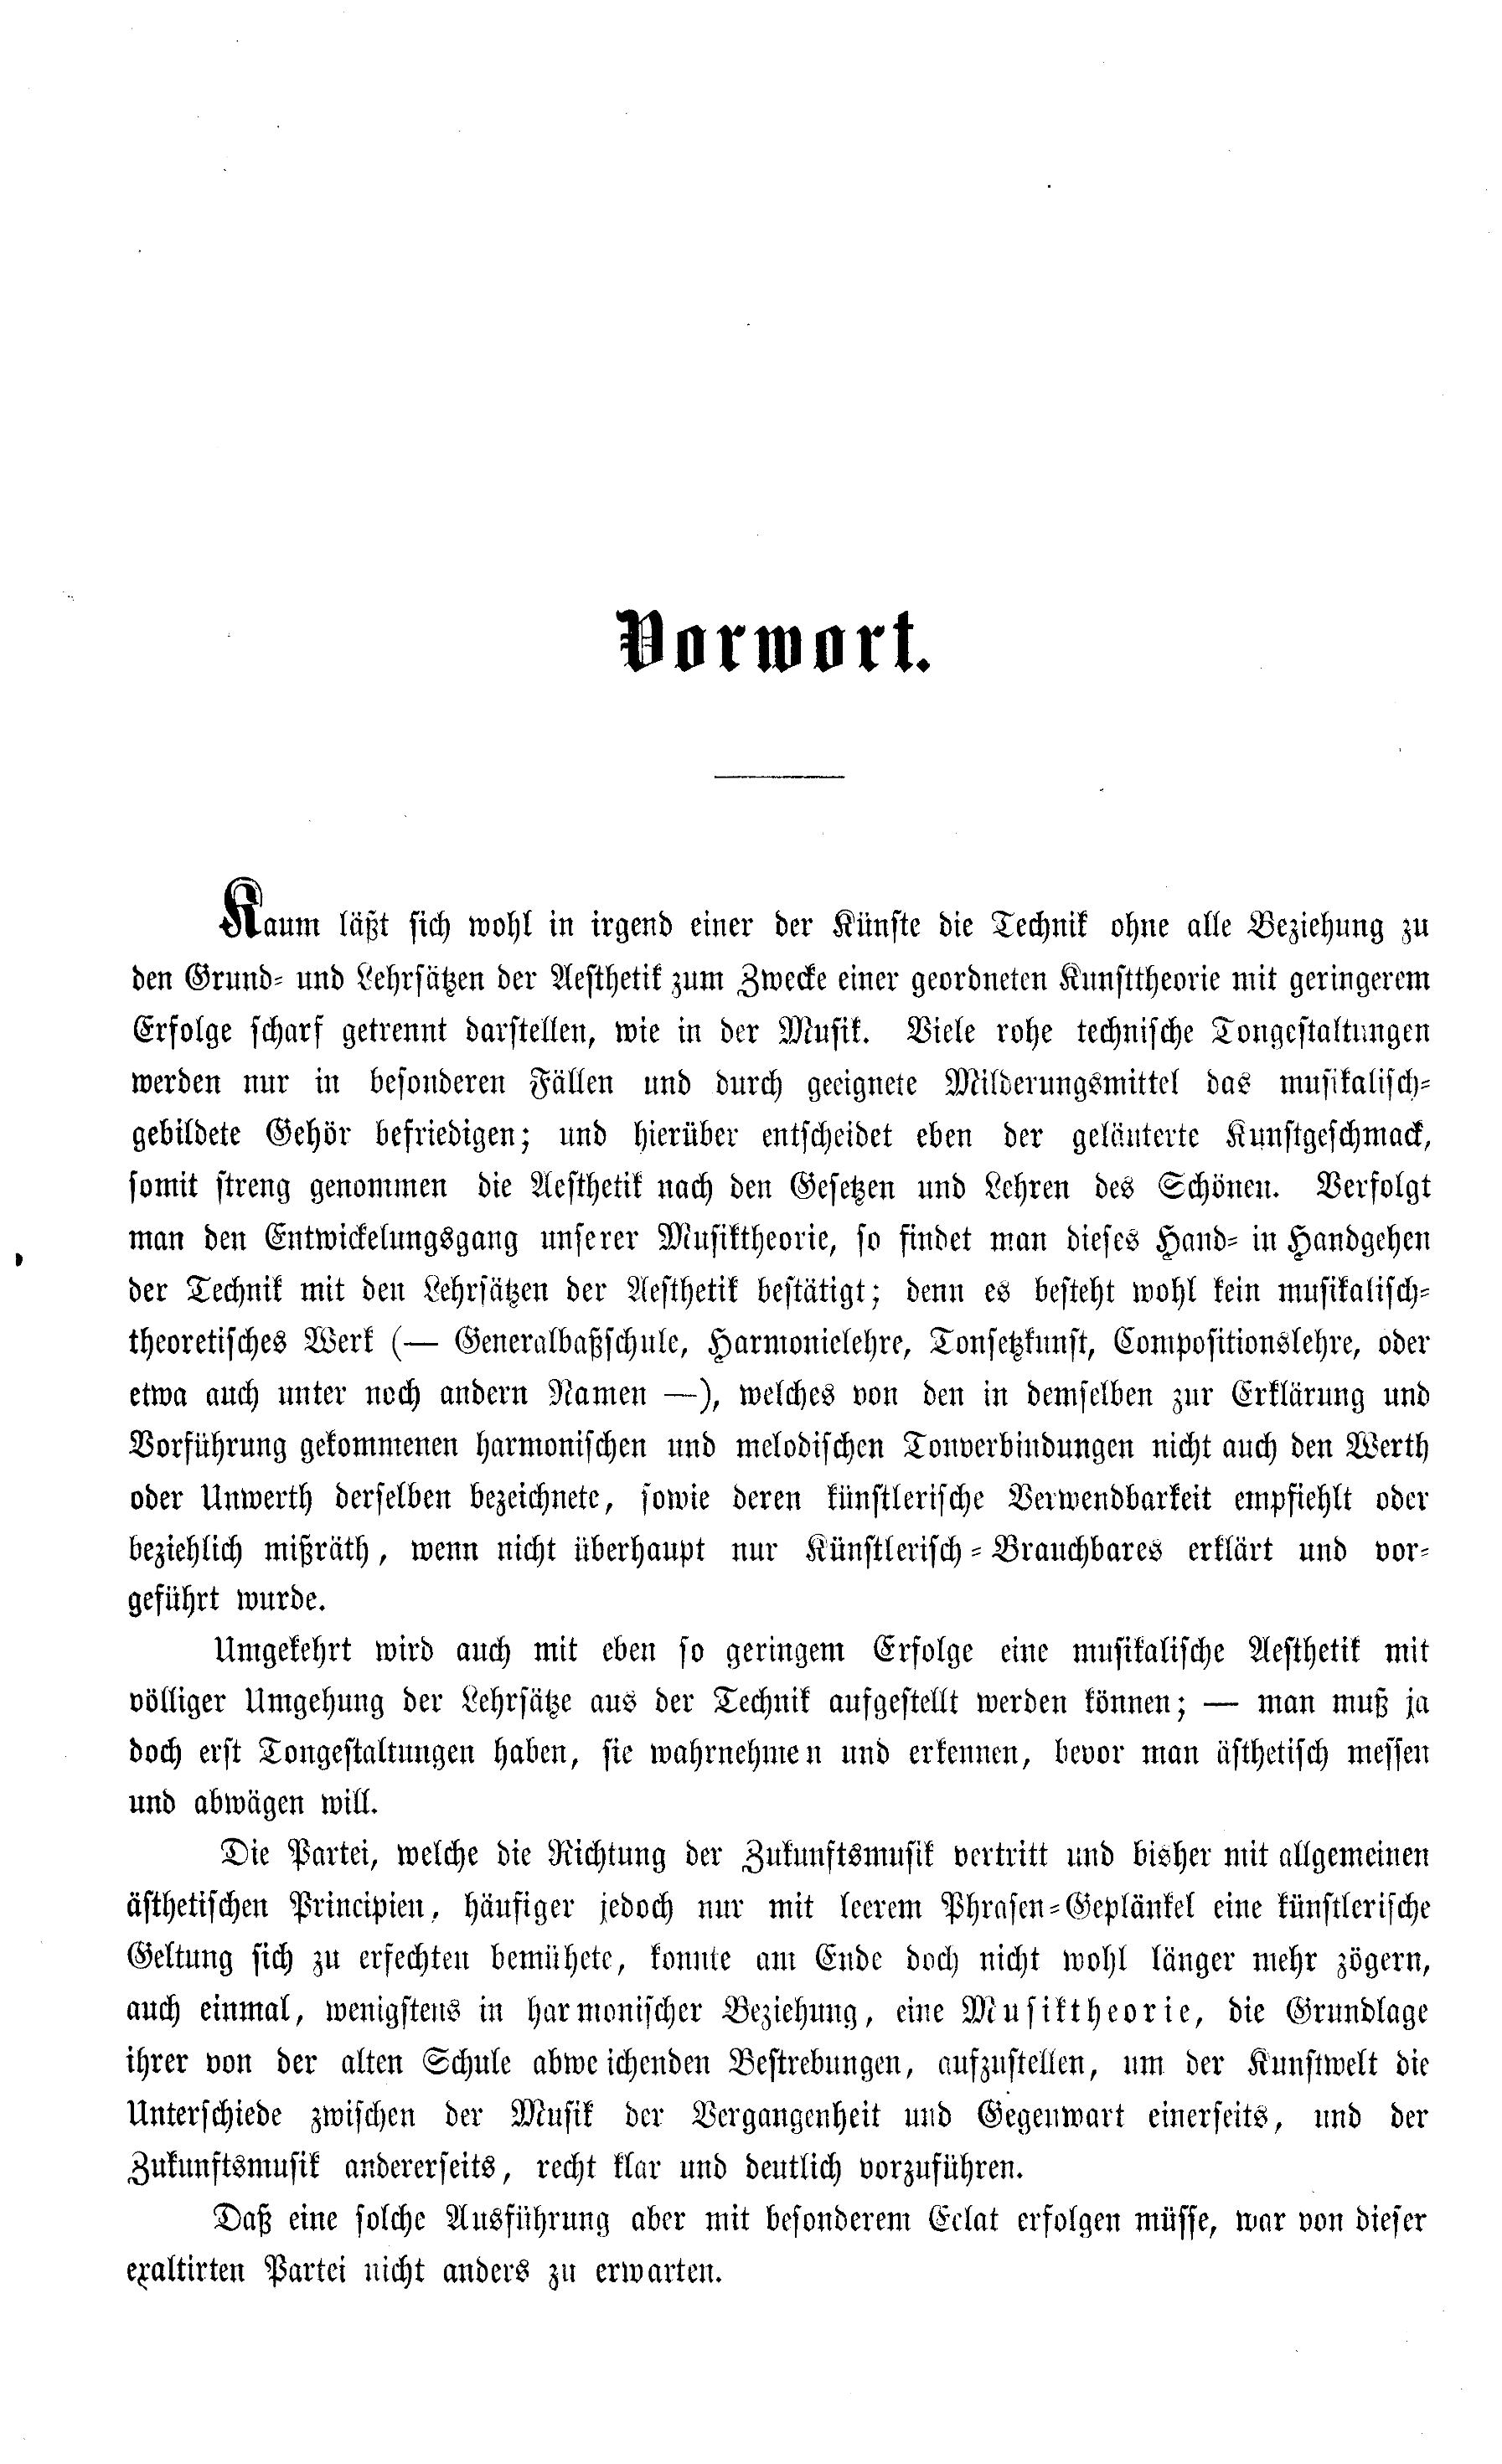 Vorwort.
Kaum läßt sich wohl in irgend einer der Künste die Technik ohne alle Beziehung zu
den Grund- und Lehrsätzen der Aesthetik zum Zwecke einer geordneten Kunsttheorie mit geringerem
Erfolge scharf getrennt darstellen, wie in der Musik. Viele rohe technische Tongestaltungen
werden nur in besonderen Fällen und durch geeignete Milderungsmittel das musikalisch-
gebildete Gehör befriedigen; und hierüber entscheidet eben der geläuterte Kunstgeschmack,
somit streng genommen die Aesthetik nach den Gesetzen und Lehren des Schönen. Verfolgt
man den Entwickelungsgang unserer Musiktheorie, so findet man dieses Hand- in Handgehen
der Technik mit den Lehrsätzen der Aesthetik bestätigt; denn es besteht wohl kein musikalisch-
theoretisches Werk (— Generalbaßschule, Harmonielehre, Tonsetzkunst, Compositionslehre, oder
etwa auch unter noch andern Namen —), welches von den in demselben zur Erklärung und
Vorführung gekommenen harmonischen und melodischen Tonverbindungen nicht auch den Werth
oder Unwerth derselben bezeichnete, sowie deren künstlerische Verwendbarkeit empfiehlt oder
beziehlich mißräth, wenn nicht überhaupt nur Künstlerisch-Brauchbares erklärt und vor-
geführt wurde.
Umgekehrt wird auch mit eben so geringem Erfolge eine musikalische Aesthetik mit
völliger Umgehung der Lehrsätze aus der Technik aufgestellt werden können; — man muß ja
doch erst Tongestaltungen haben, sie wahrnehmen und erkennen, bevor man ästhetisch messen
und abwägen will.
Die Partei, welche die Richtung der Zukunftsmusik vertritt und bisher mit allgemeinen
ästhetischen Principien, häufiger jedoch nur mit leerem Phrasen-Geplänkel eine künstlerische
Geltung sich zu erfechten bemühete, konnte am Ende doch nicht wohl länger mehr zögern,
auch einmal, wenigstens in harmonischer Beziehung, eine Musiktheorie, die Grundlage
ihrer von der alten Schule abweichenden Bestrebungen, aufzustellen, um der Kunstwelt die
Unterschiede zwischen der Musik der Vergangenheit und Gegenwart einerseits, und der
Zukunftsmusik andererseits, recht klar und deutlich vorzuführen.
Daß eine solche Ausführung aber mit besonderem Eclat erfolgen müsse, war von dieser
exaltirten Partei nicht anders zu erwarten.